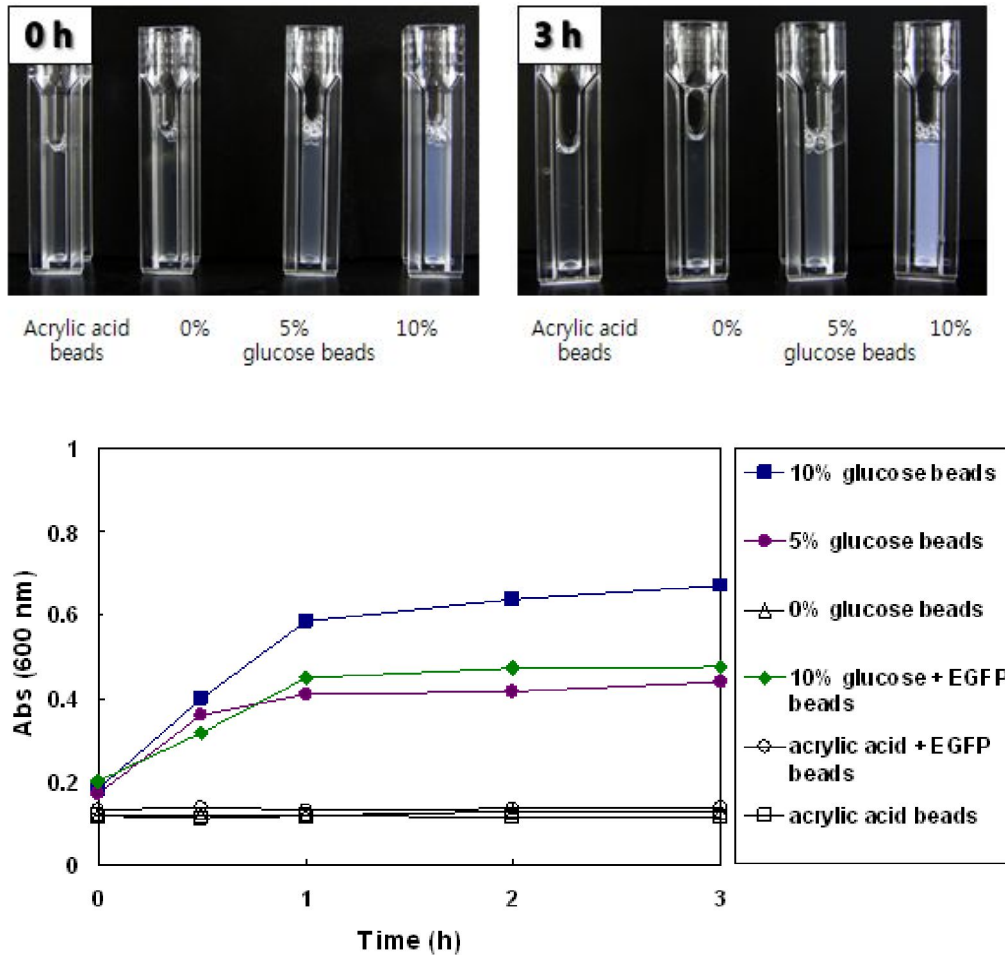 0 h
3 h
Acrylic acid beads
0%
5%
10%
glucose beads
Acrylic acid beads
0%
5%
10%
glucose beads
1
0.8
0.6
0.4
0.2
0
Abs (600 nm)
0
1
2
3
Time (h)
10% glucose beads
5% glucose beads
0% glucose beads
10% glucose + EGFP
beads
acrylic acid + EGFP
beads
acrylic acid beads